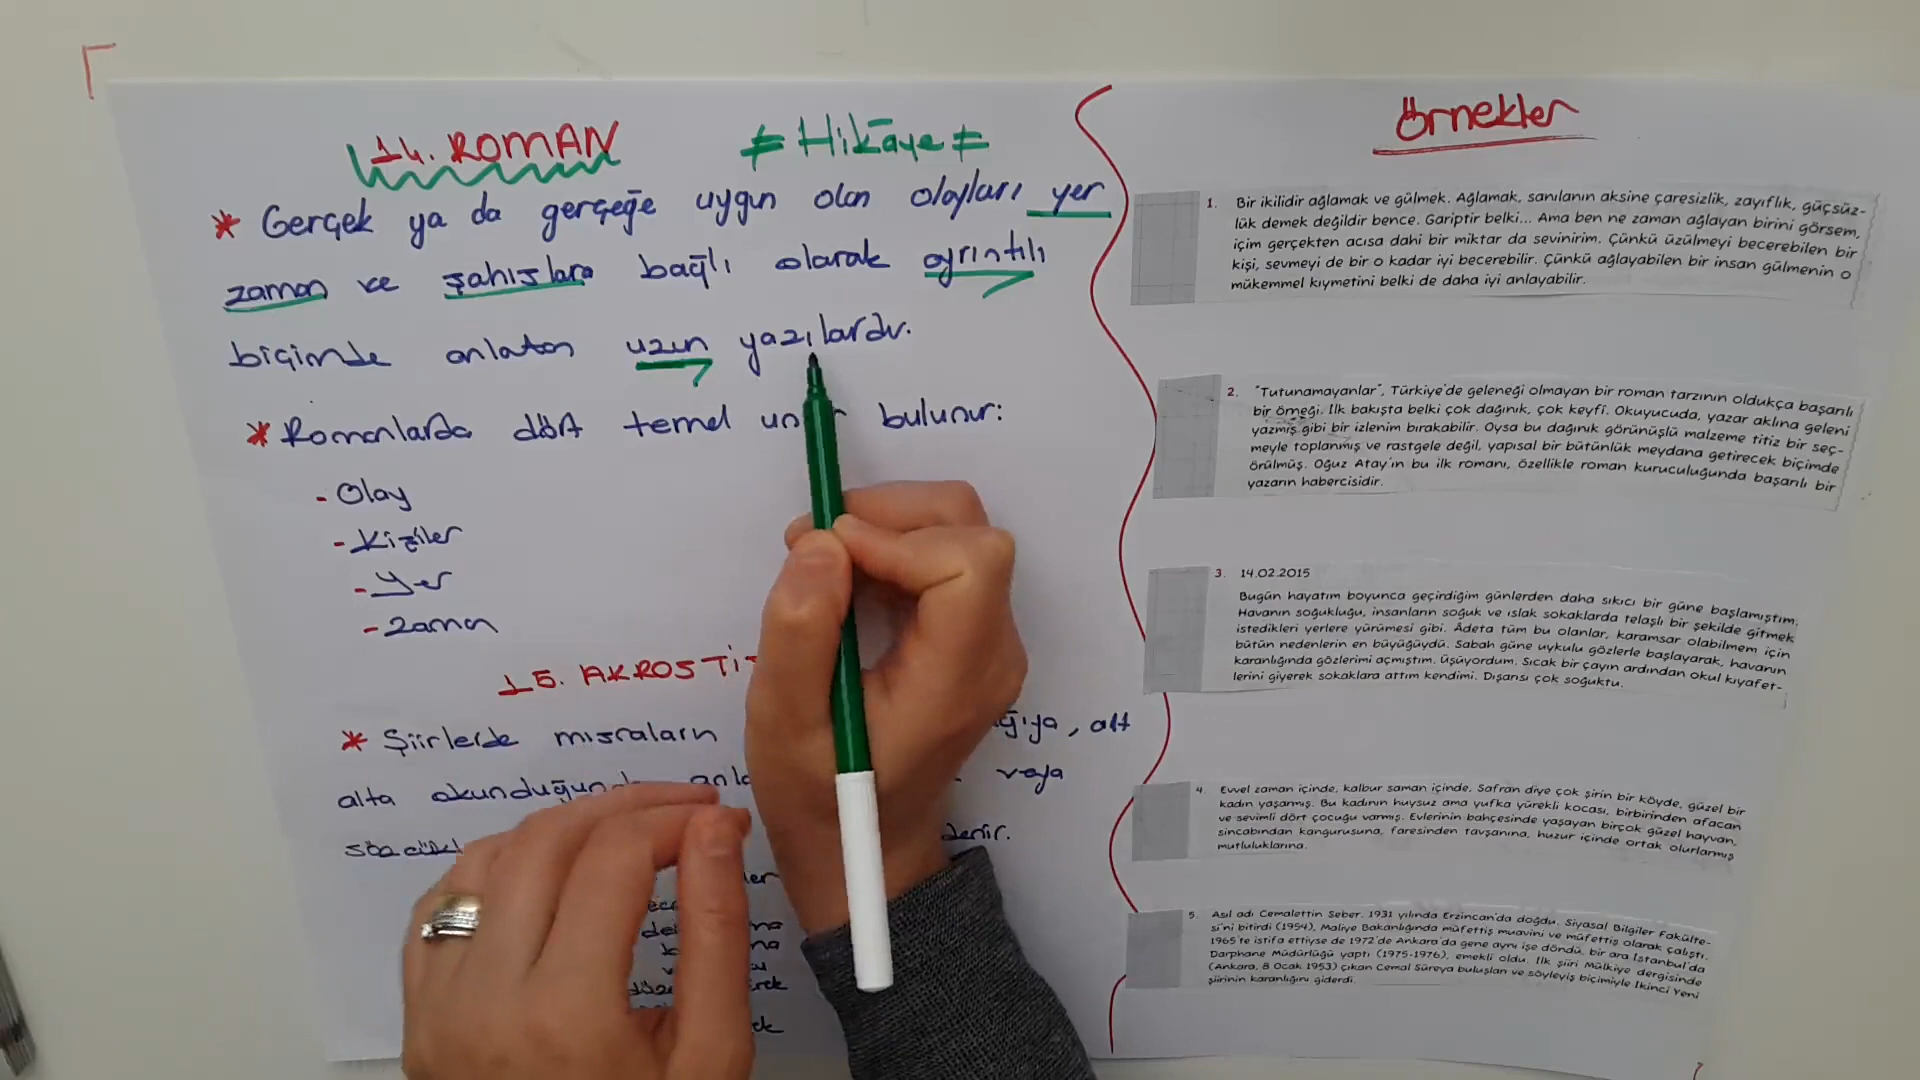 14. ROMAN ≠ Hikâye ≠
* Gerçek ya da gerçeğe uygun olan olayları yer
zaman ve şahıslara bağlı olarak ayrıntılı
biçimde anlatan uzun yazılardır.
* Romanlarda dört temel bulunur:
- Olay
- Kişiler
- Yer
- Zaman
15.
* Şiirlerde mısraların alt
alta veya
denir.
Örnekler
1. Bir ikilidir ağlamak ve gülmek. Ağlamak, sanılanın aksine çaresizlik, zayıflık, güçsüz-
lük demek değildir bence. Gariptir belki... Ama ben ne zaman ağlayan birini görsem,
içim gerçekten acısa dahi bir miktar da sevinirim. Çünkü üzülmeyi becerebilen bir
kişi, sevmeyi de bir o kadar iyi becerebilir. Çünkü ağlayabilen bir insan gülmenin o
mükemmel kıymetini belki de daha iyi anlayabilir.
2. "Tutunamayanlar", Türkiye'de geleneği olmayan bir roman tarzının oldukça başarılı
bir örneği. İlk bakışta belki çok dağınık, çok keyfî. Okuyucuda, yazar aklına geleni
yazmış gibi bir izlenim bırakabilir. Oysa bu dağınık görünüşlü malzeme titiz bir seç-
meyle toplanmış ve rastgele değil, yapısal bir bütünlük meydana getirecek biçimde
örülmüş. Oğuz Atay'ın bu ilk romanı, özellikle roman kuruculuğunda başarılı bir
yazarın habercisidir.
3. 14.02.2015
Bugün hayatım boyunca geçirdiğim günlerden daha sıkıcı bir güne başlamıştım.
Havanın soğukluğu, insanların soğuk ve ıslak sokaklarda telaşlı bir şekilde gitmek
istedikleri yerlere yürümesi gibi. Âdeta tüm bu olanlar, karamsar olabilmem için
bütün nedenlerin en büyüğüydü. Sabah güne uykulu gözlerle başlayarak, havanın
karanlığında gözlerimi açmıştım. Üşüyordum. Sıcak bir çayın ardından okul kıyafet-
lerini giyerek sokaklara attım kendimi. Dışarısı çok soğuktu.
4. Evvel zaman içinde, kalbur saman içinde. Safran diye çok şirin bir köyde, güzel bir
kadın yaşarmış. Bu kadının huysuz ama yufka yürekli kocası, birbirinden afacan
ve sevimli dört çocuğu varmış. Evlerinin bahçesinde yaşayan birçok güzel hayvan,
sincabından kangurusuna, faresinden tavşanına, huzur içinde ortak olurlarmış
mutluluklarına.
5. Asıl adı Cemalettin Seber. 1931 yılında Erzincan'da doğdu. Siyasal Bilgiler Fakülte-
si'ni bitirdi (1954). Maliye Bakanlığında müfettiş muavini ve müfettiş olarak çalıştı.
1965'te istifa ettiyse de 1972'de Ankara'da gene aynı işe döndü, bir ara İstanbul'da
Darphane Müdürlüğü yaptı (1975-1976), emekli oldu. İlk şiiri Mülkiye dergisinde
(Ankara, 8 Ocak 1953) çıkan Cemal Süreya buluşları ve söyleyiş biçimiyle İkinci Yeni
şiirinin karanlığını giderdi.